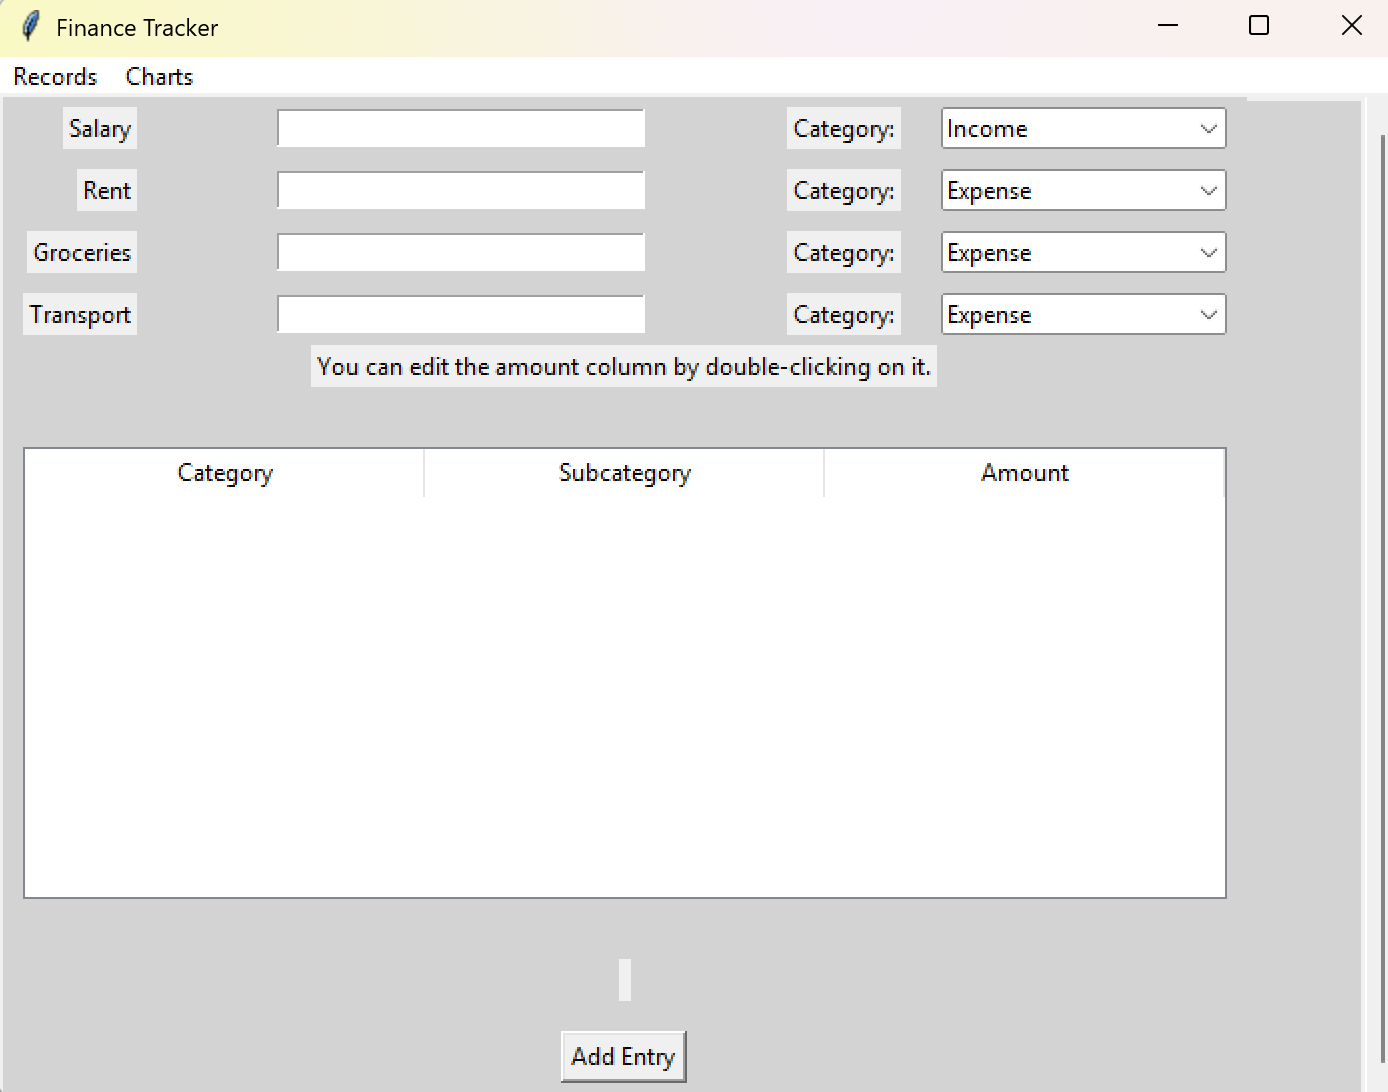 Finance Tracker
Records Charts
Salary Category: Income
Rent Category: Expense
Groceries Category: Expense
Transport Category: Expense
You can edit the amount column by double-clicking on it.
Category Subcategory Amount
Add Entry